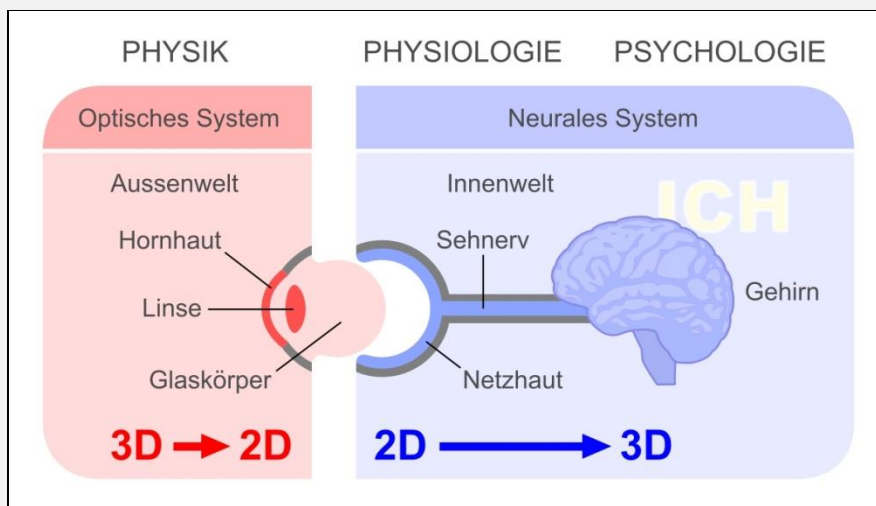 PHYSIK PHYSIOLOGIE PSYCHOLOGIE
Optisches System Neurales System
Aussenwelt Innenwelt
ICH
Hornhaut Sehnerv
Linse Gehirn
Glaskörper Netzhaut
3D 2D 2D 3D